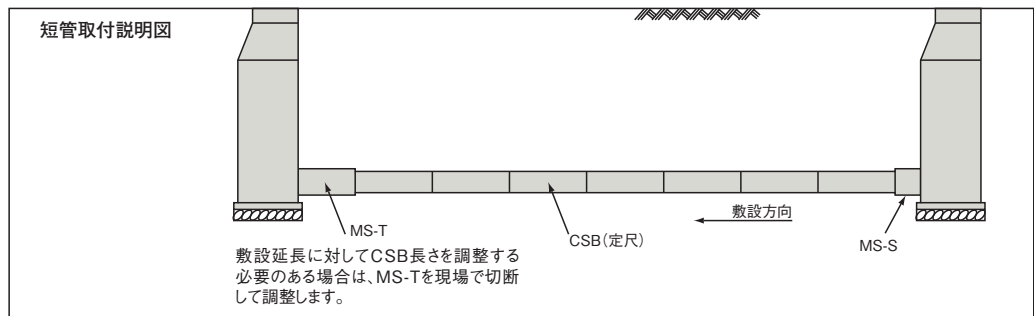 短管取付説明図
敷設方向
MS-T
CSB（定尺）
MS-S
敷設延長に対してCSB長さを調整する
必要のある場合は、MS-Tを現場で切断
して調整します。